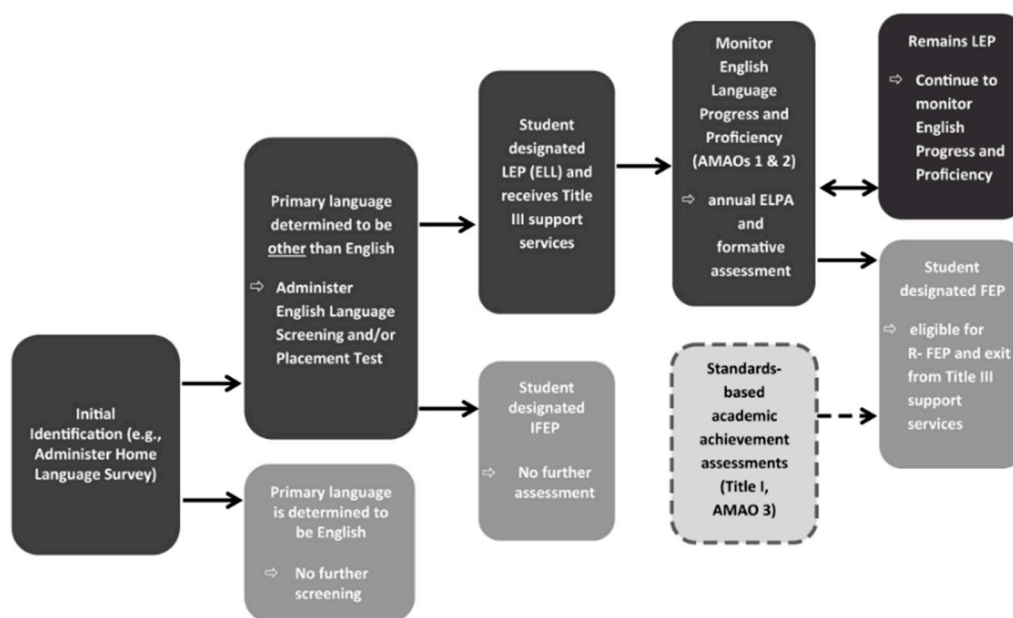 Initial
Identification (e.g.,
Administer Home
Language Survey)
Primary language
determined to be
other than English
⇨ Administer
English Language
Screening and/or
Placement Test
Primary language
is determined to
be English
⇨ No further
screening
Student
designated
LEP (ELL) and
receives Title
III support
services
Student
designated
IFEP
⇨ No further
assessment
Monitor
English
Language
Progress and
Proficiency
(AMAOs 1 & 2)
⇨ annual ELPA
and
formative
assessment
Standards-
based
academic
achievement
assessments
(Title I,
AMAO 3)
Remains LEP
⇨ Continue to
monitor
English
Progress and
Proficiency
Student
designated FEP
⇨ eligible for
R- FEP and exit
from Title III
support
services